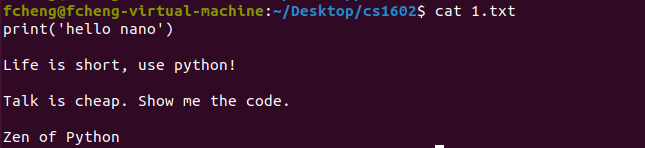 fcheng@fcheng-virtual-machine:~/Desktop/cs1602$ cat 1.txt
print('hello nano')
Life is short, use python!
Talk is cheap. Show me the code.
Zen of Python